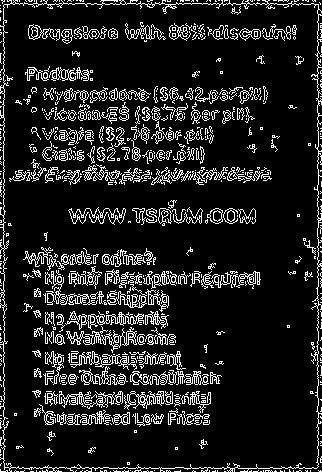 Drugstore with 80% discount!
Products:
* Hydrocodone ($6.42 per pill)
* Vicodin-ES ($6.75 per pill)
* Viagra ($2.78 per pill)
* Cialis ($2.78 per pill)
and Everything else you might desire
WWW.TSPIUM.COM
Why order online?
* No Prior Prescription Required!
* Discreet Shipping
* No Appointments
* No Waiting Rooms
* No Embarrassment
* Free Online Consultation
* Private and Confidential
* Guaranteed Low Prices